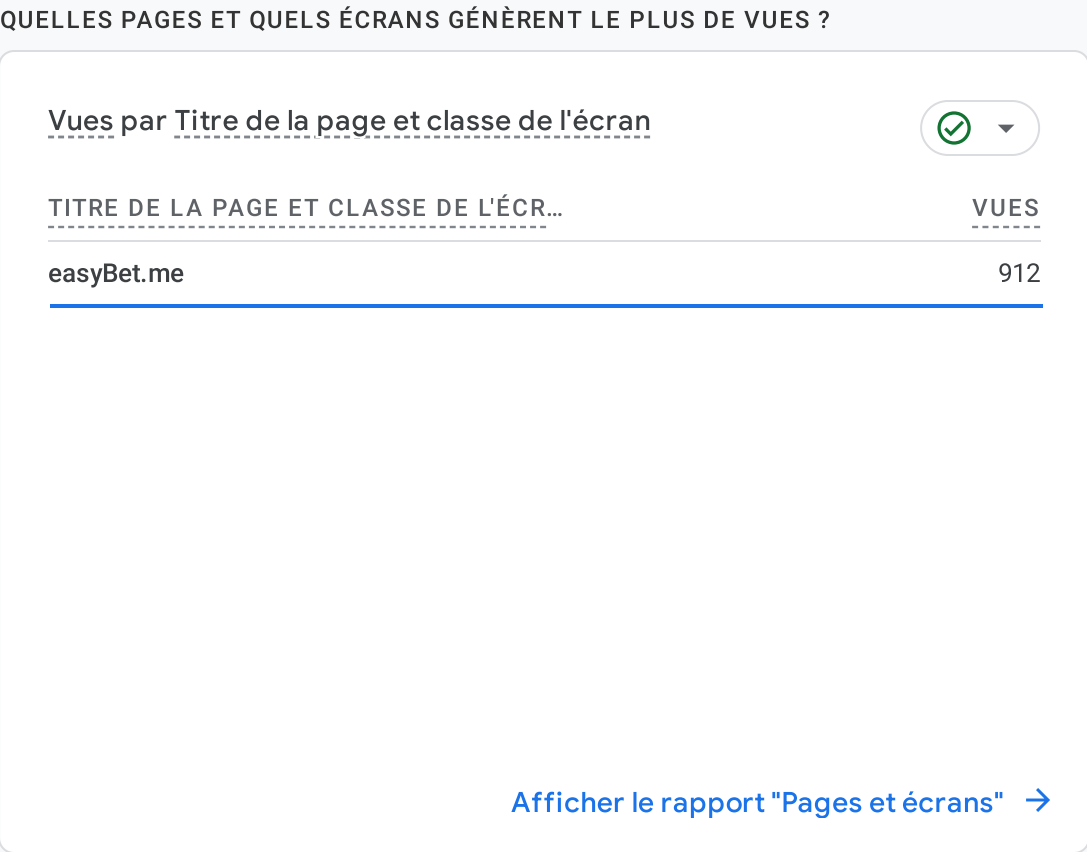 QUELLES PAGES ET QUELS ÉCRANS GÉNÈRENT LE PLUS DE VUES ?
Vues par Titre de la page et classe de l'écran
TITRE DE LA PAGE ET CLASSE DE L'ÉCR… VUES
easyBet.me 912
Afficher le rapport "Pages et écrans"